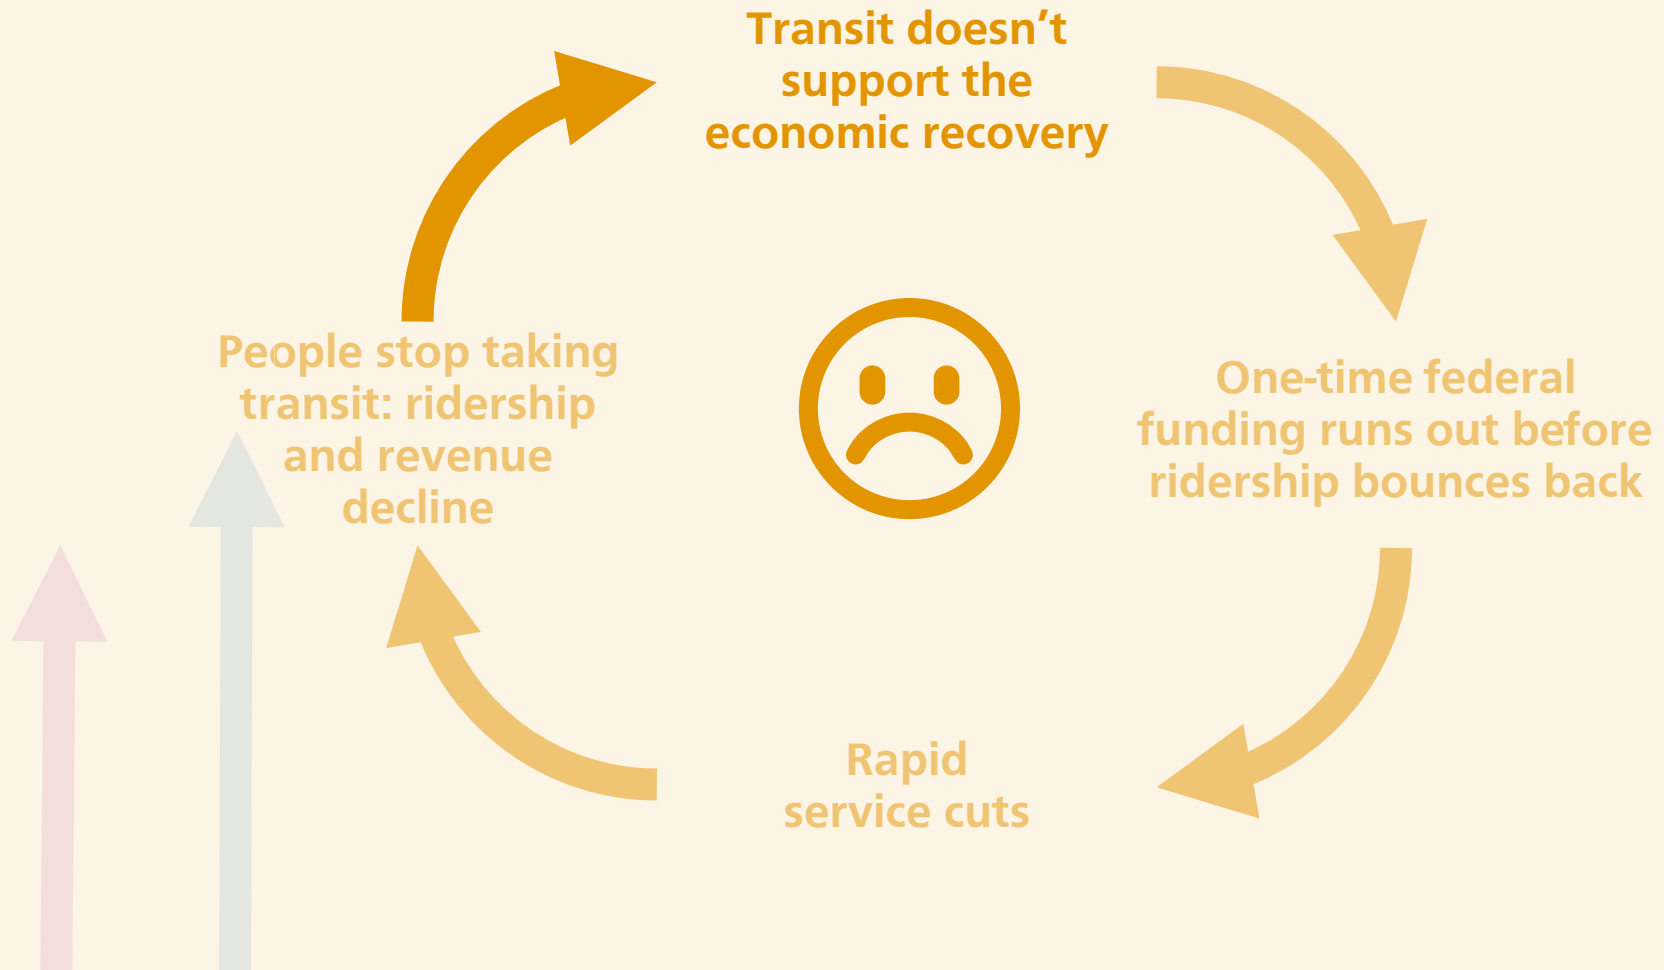 Transit doesn’t
support the
economic recovery
One-time federal
funding runs out before
ridership bounces back
Rapid
service cuts
People stop taking
transit: ridership
and revenue
decline